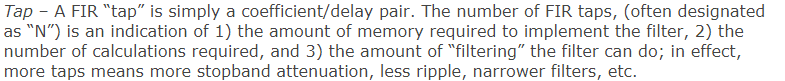 Tap – A FIR “tap” is simply a coefficient/delay pair. The number of FIR taps, (often designated
as “N”) is an indication of 1) the amount of memory required to implement the filter, 2) the
number of calculations required, and 3) the amount of “filtering” the filter can do; in effect,
more taps means more stopband attenuation, less ripple, narrower filters, etc.